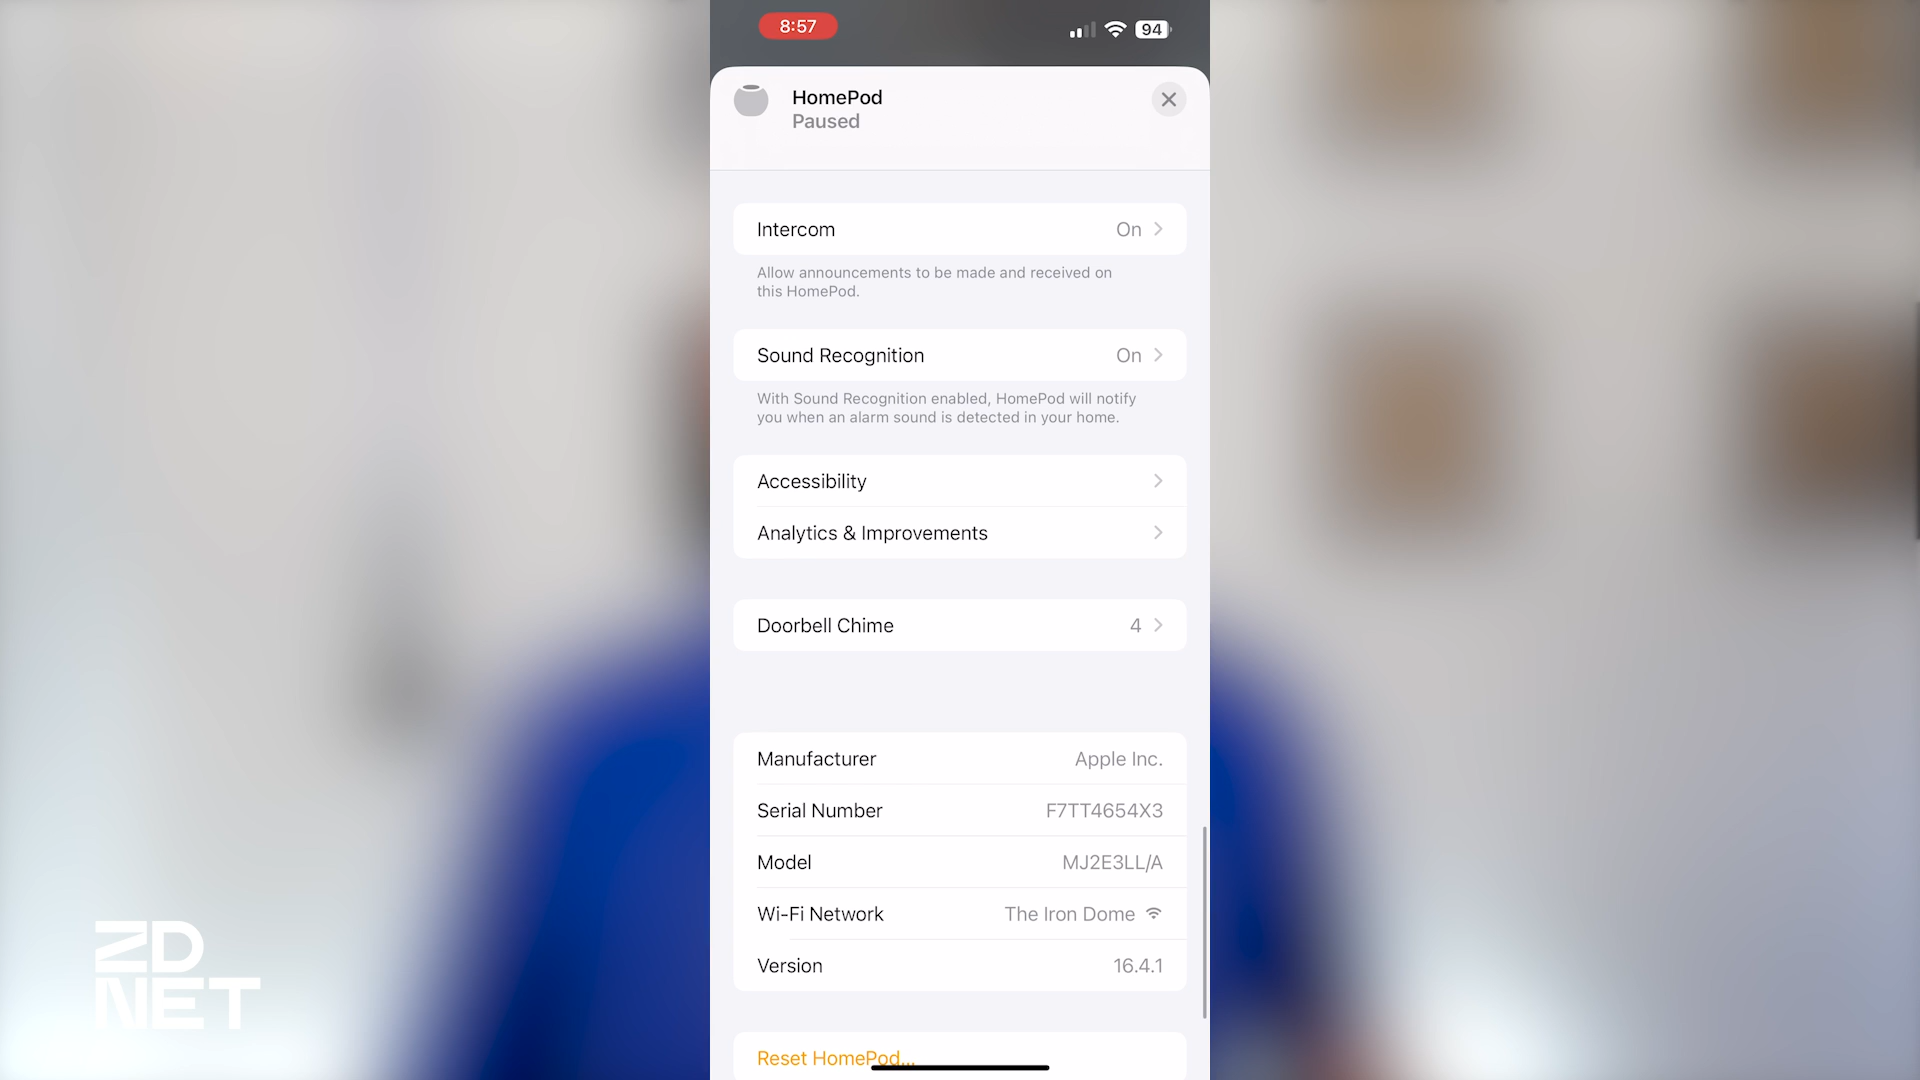 8:57
94
HomePod
Paused
Intercom On
Allow announcements to be made and received on
this HomePod.
Sound Recognition On
With Sound Recognition enabled, HomePod will notify
you when an alarm sound is detected in your home.
Accessibility
Analytics & Improvements
Doorbell Chime 4
Manufacturer Apple Inc.
Serial Number F7TT4654X3
Model MJ2E3LL/A
Wi-Fi Network The Iron Dome
Version 16.4.1
Reset HomePod...
ZD
NET